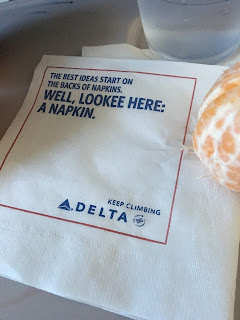 THE BEST IDEAS START ON
THE BACKS OF NAPKINS.
WELL, LOOKEE HERE:
A NAPKIN.
KEEP CLIMBING
DELTA